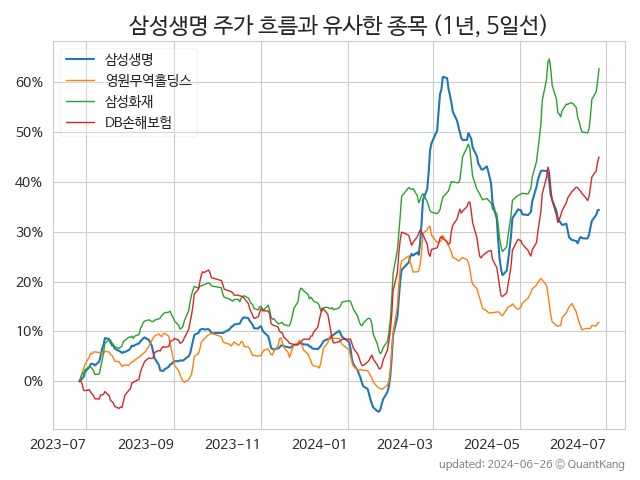 삼성생명 주가 흐름과 유사한 종목 (1년, 5일선)
삼성생명
영원무역홀딩스
삼성화재
DB손해보험
60%
50%
40%
30%
20%
10%
0%
2023-07 2023-09 2023-11 2024-01 2024-03 2024-05 2024-07
updated: 2024-06-26 ⓒ QuantKang